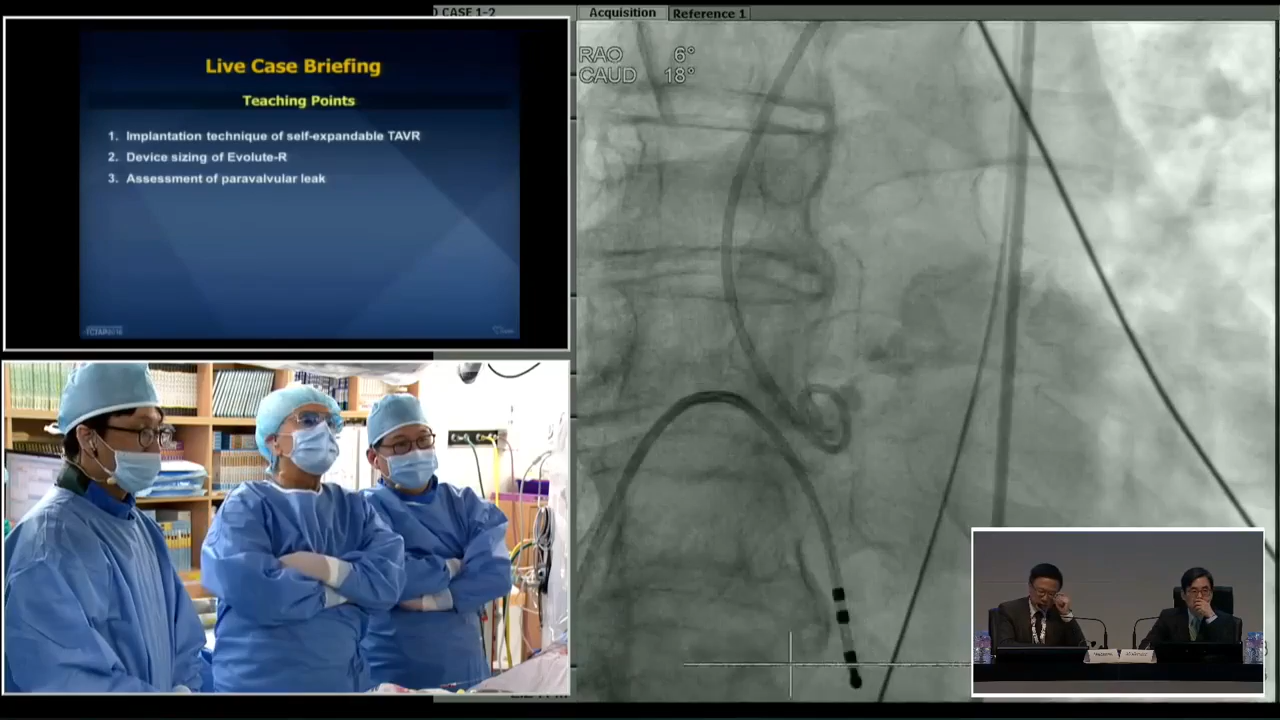 D CASE 1-2
Acquisition
Reference 1
Live Case Briefing
Teaching Points
1. Implantation technique of self-expandable TAVR
2. Device sizing of Evolute-R
3. Assessment of paravalvular leak
RAO 6°
CAUD 18°